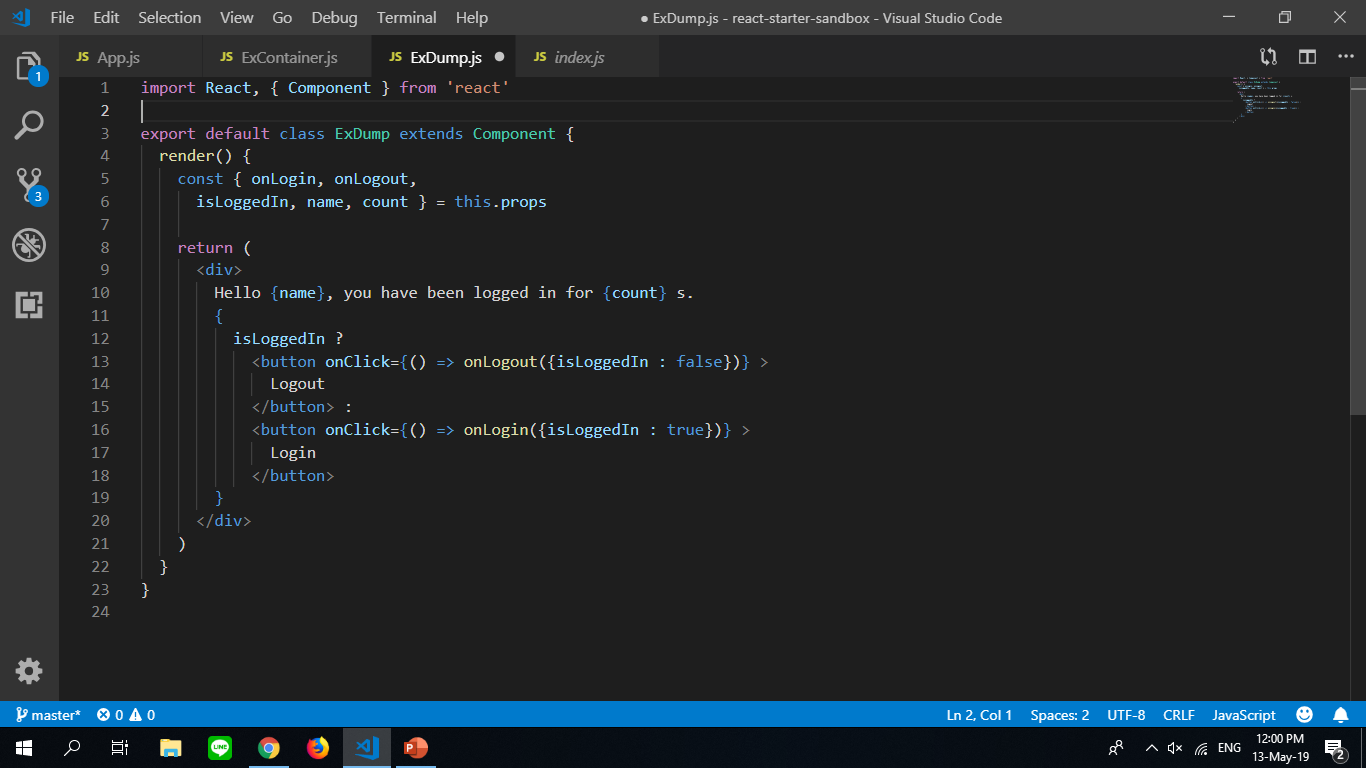 File Edit Selection View Go Debug Terminal Help ● ExDump.js - react-starter-sandbox - Visual Studio Code
JS App.js JS ExContainer.js JS ExDump.js ● JS index.js
1
3
1 import React, { Component } from 'react'
2
3 export default class ExDump extends Component {
4   render() {
5     const { onLogin, onLogout,
6       isLoggedIn, name, count } = this.props
7
8     return (
9       <div>
10         Hello {name}, you have been logged in for {count} s.
11         {
12           isLoggedIn ?
13             <button onClick={() => onLogout({isLoggedIn : false})} >
14               Logout
15             </button> :
16             <button onClick={() => onLogin({isLoggedIn : true})} >
17               Login
18             </button>
19         }
20       </div>
21     )
22   }
23 }
24
master* 0 0 Ln 2, Col 1 Spaces: 2 UTF-8 CRLF JavaScript
LINE P ENG 12:00 PM
13-May-19 2